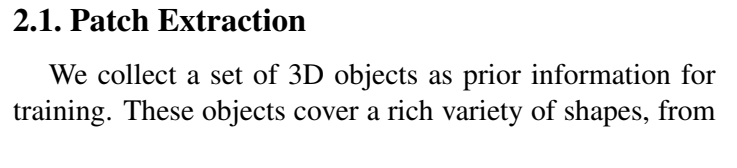 2.1. Patch Extraction
We collect a set of 3D objects as prior information for
training. These objects cover a rich variety of shapes, from